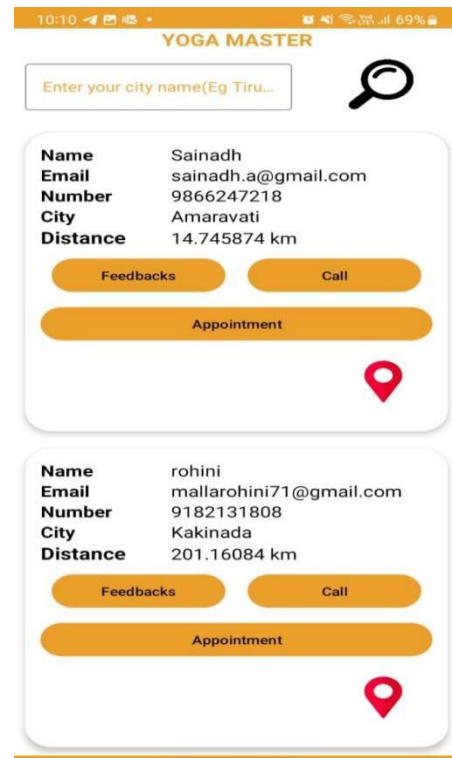 10:10 69%
YOGA MASTER
Enter your city name(Eg Tiru...
Name Sainadh
Email sainadh.a@gmail.com
Number 9866247218
City Amaravati
Distance 14.745874 km
Feedbacks Call
Appointment
Name rohini
Email mallarohini71@gmail.com
Number 9182131808
City Kakinada
Distance 201.16084 km
Feedbacks Call
Appointment